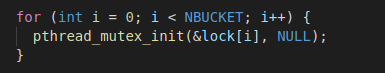 for (int i = 0; i < NBUCKET; i++) {
  pthread_mutex_init(&lock[i], NULL);
}